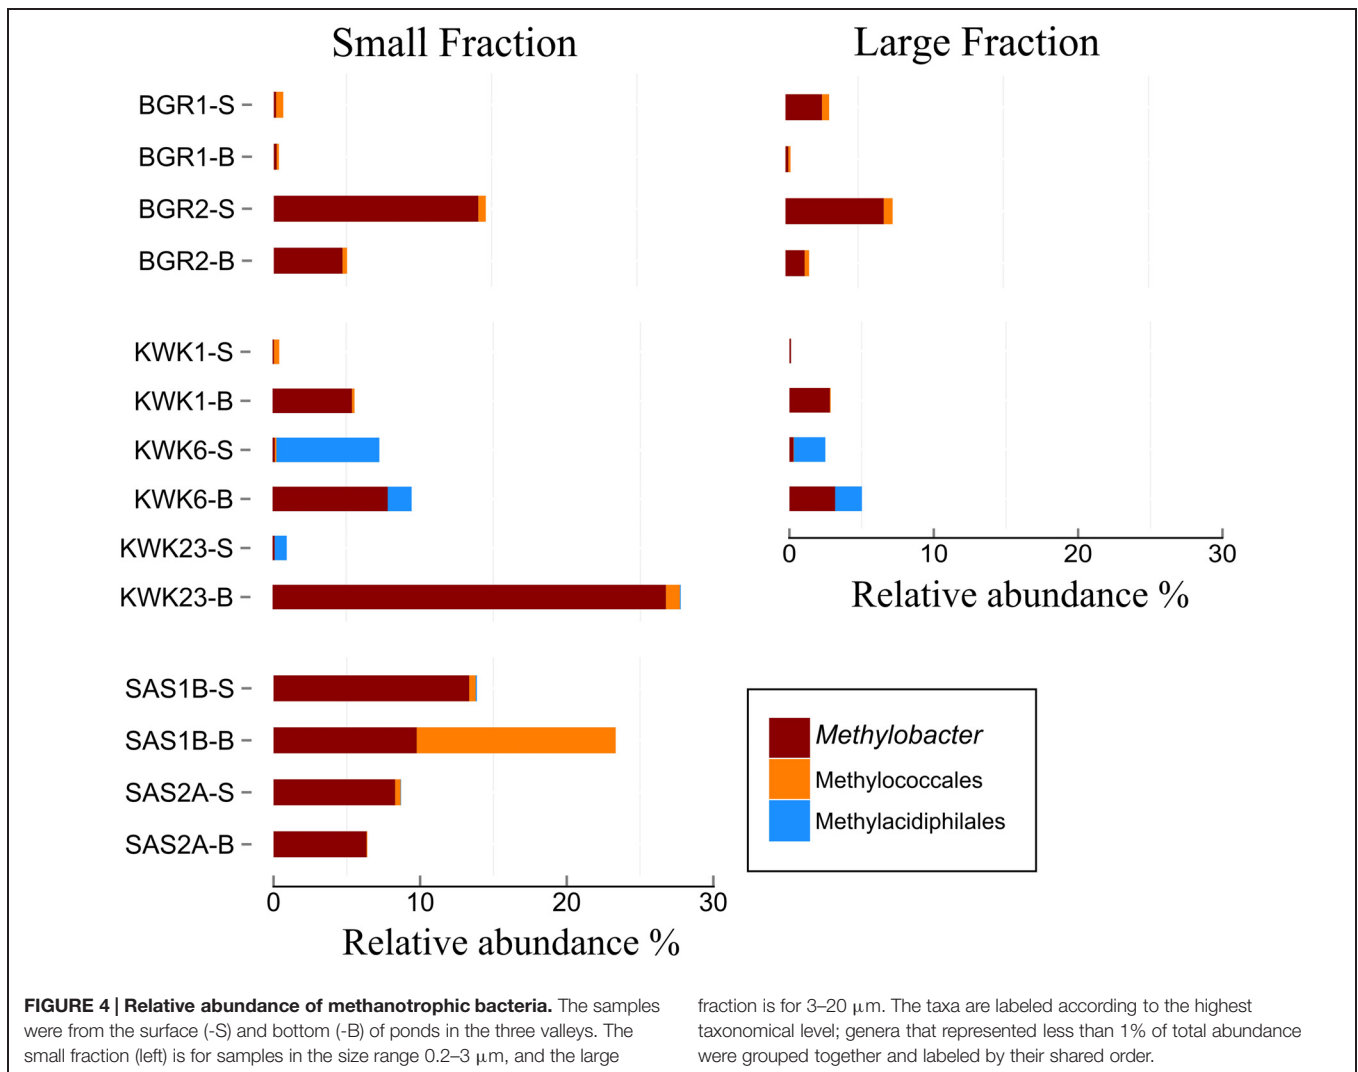 Small Fraction
Large Fraction
BGR1-S
BGR1-B
BGR2-S
BGR2-B
KWK1-S
KWK1-B
KWK6-S
KWK6-B
KWK23-S
KWK23-B
SAS1B-S
SAS1B-B
SAS2A-S
SAS2A-B
0 10 20 30
Relative abundance %
0 10 20 30
Relative abundance %
Methylobacter
Methylococcales
Methylacidiphilales
FIGURE 4 | Relative abundance of methanotrophic bacteria. The samples
were from the surface (-S) and bottom (-B) of ponds in the three valleys. The
small fraction (left) is for samples in the size range 0.2–3 μm, and the large
fraction is for 3–20 μm. The taxa are labeled according to the highest
taxonomical level; genera that represented less than 1% of total abundance
were grouped together and labeled by their shared order.